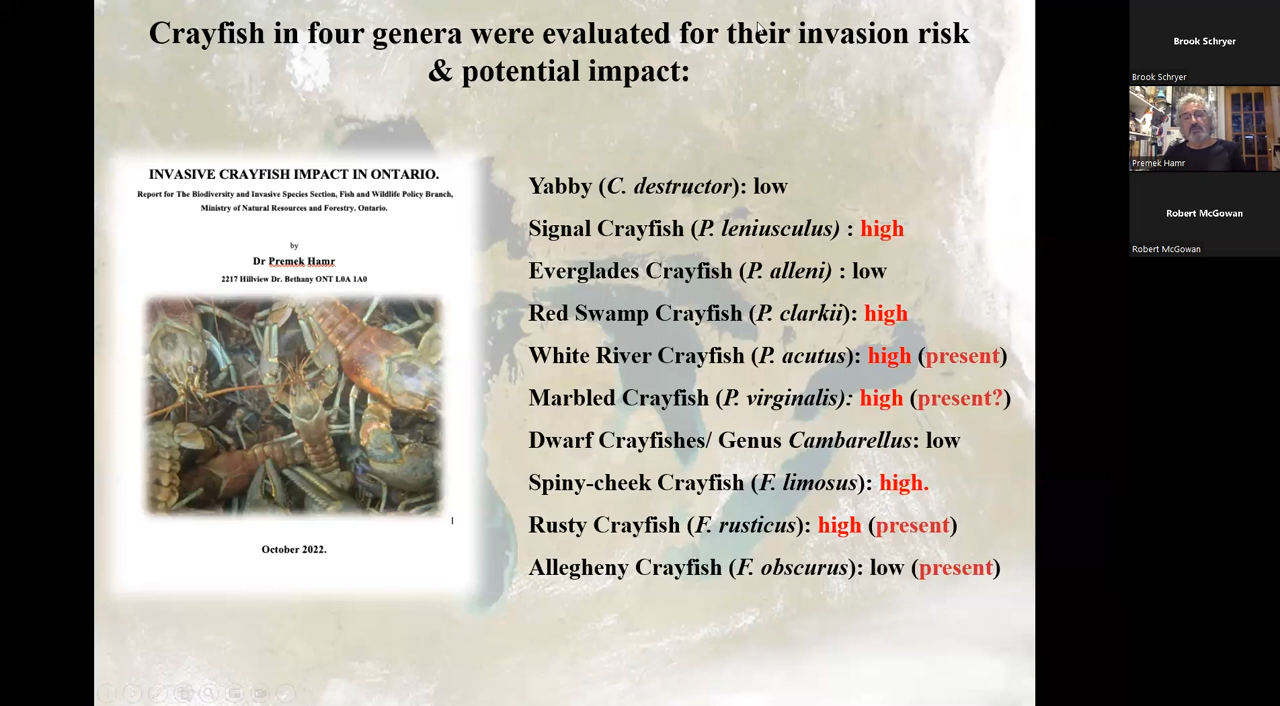 Crayfish in four genera were evaluated for their invasion risk
& potential impact:
INVASIVE CRAYFISH IMPACT IN ONTARIO.
Report for The Biodiversity and Invasive Species Section, Fish and Wildlife Policy Branch,
Ministry of Natural Resources and Forestry. Ontario.
by
Dr Premek Hamr
2217 Hillview Dr. Bethany ONT L0A 1A0
October 2022.
Yabby (C. destructor): low
Signal Crayfish (P. leniusculus) : high
Everglades Crayfish (P. alleni) : low
Red Swamp Crayfish (P. clarkii): high
White River Crayfish (P. acutus): high (present)
Marbled Crayfish (P. virginalis): high (present?)
Dwarf Crayfishes/ Genus Cambarellus: low
Spiny-cheek Crayfish (F. limosus): high.
Rusty Crayfish (F. rusticus): high (present)
Allegheny Crayfish (F. obscurus): low (present)
Brook Schryer
Brook Schryer
Premek Hamr
Robert McGowan
Robert McGowan